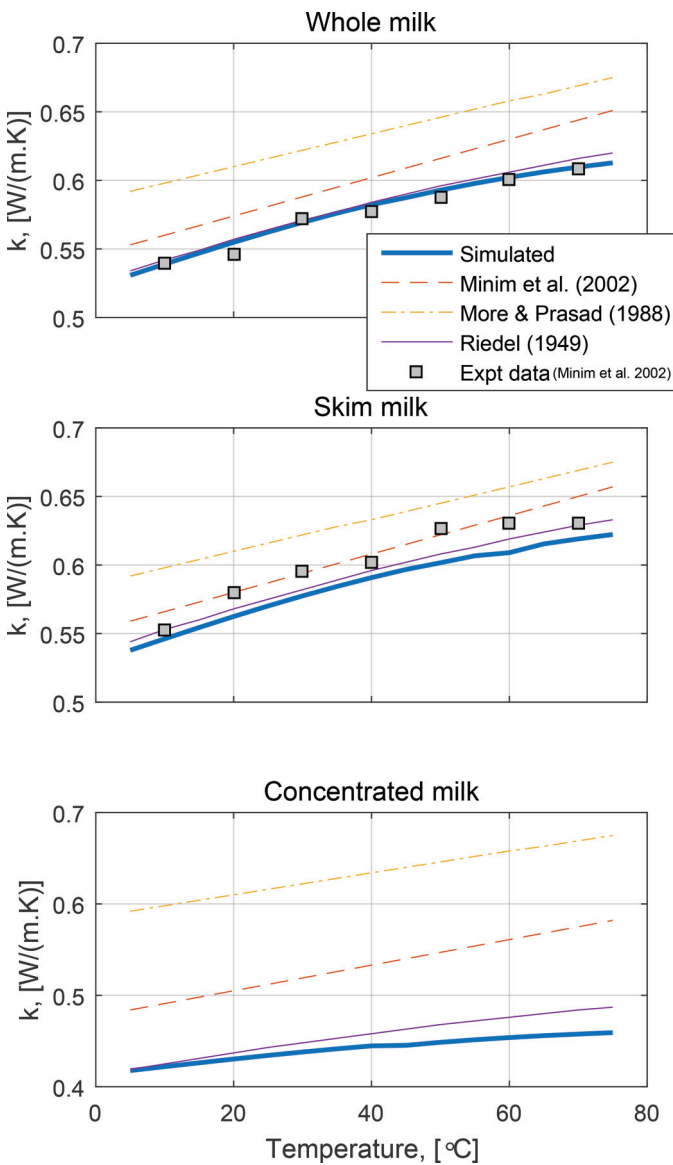 Whole milk
0.7
0.65
0.6
0.55
0.5
k, [W/(m.K)]
Simulated
Minim et al. (2002)
More & Prasad (1988)
Riedel (1949)
Expt data (Minim et al. 2002)
Skim milk
0.7
0.65
0.6
0.55
0.5
k, [W/(m.K)]
Concentrated milk
0.7
0.6
0.5
0.4
k, [W/(m.K)]
0 20 40 60 80
Temperature, [°C]